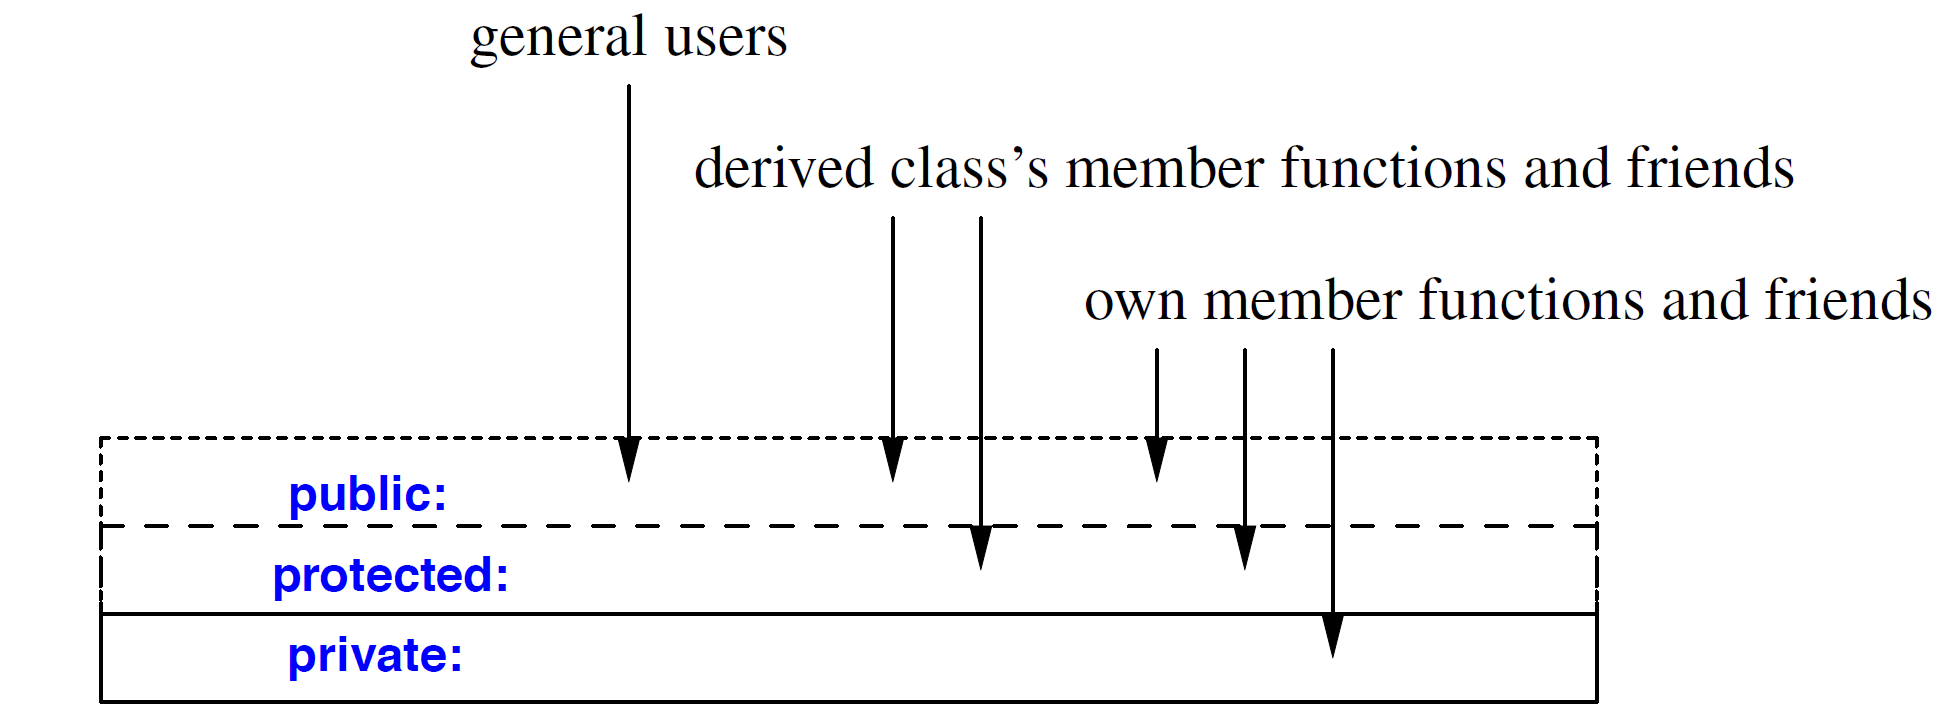 general users
derived class’s member functions and friends
own member functions and friends
public:
protected:
private: